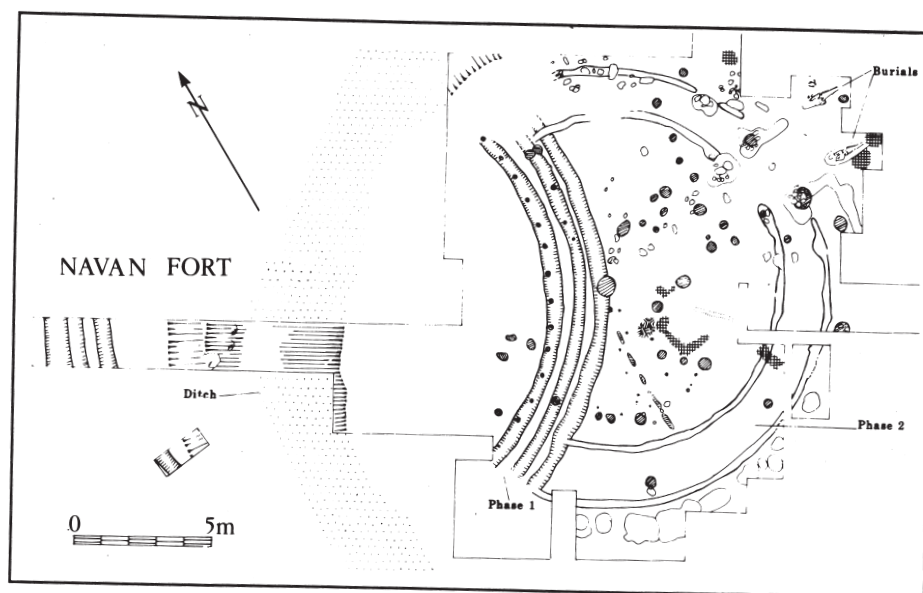 Burials
N
NAVAN FORT
Ditch
Phase 2
Phase 1
0 5m